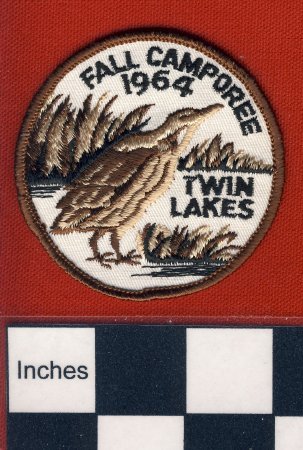 FALL CAMPOREE
1964
TWIN
LAKES
Inches